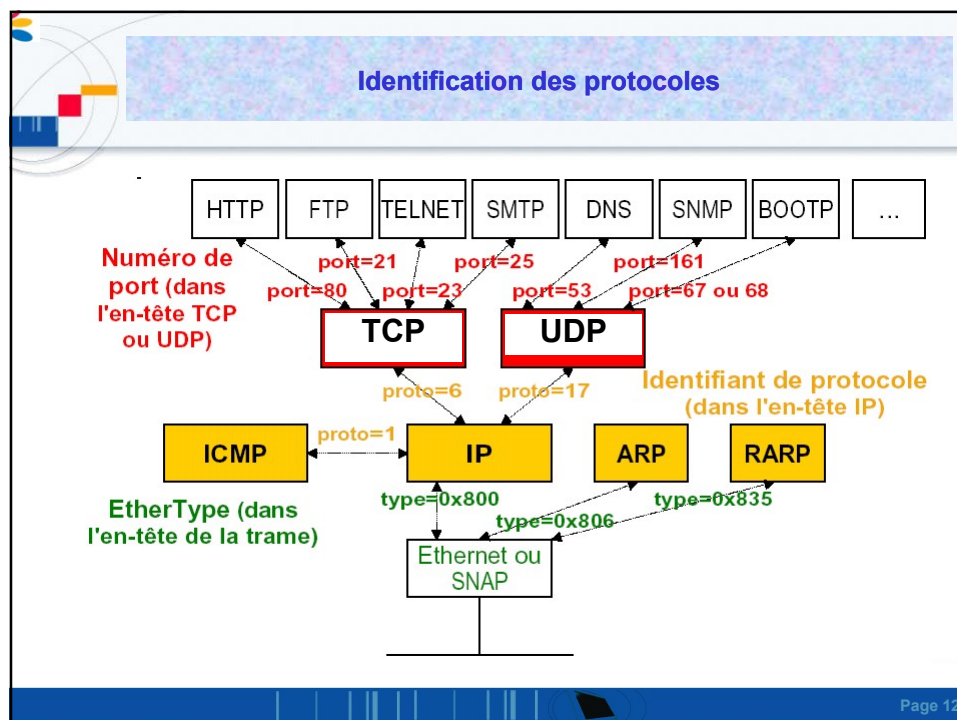 Identification des protocoles
HTTP FTP TELNET SMTP DNS SNMP BOOTP ...
Numéro de
port (dans
l'en-tête TCP
ou UDP)
port=21 port=25 port=161
port=80 port=23 port=53 port=67 ou 68
TCP UDP
proto=6 proto=17
Identifiant de protocole
(dans l'en-tête IP)
ICMP proto=1 IP ARP RARP
EtherType (dans
l'en-tête de la trame)
type=0x800 type=0x835
type=0x806
Ethernet ou
SNAP
Page 12